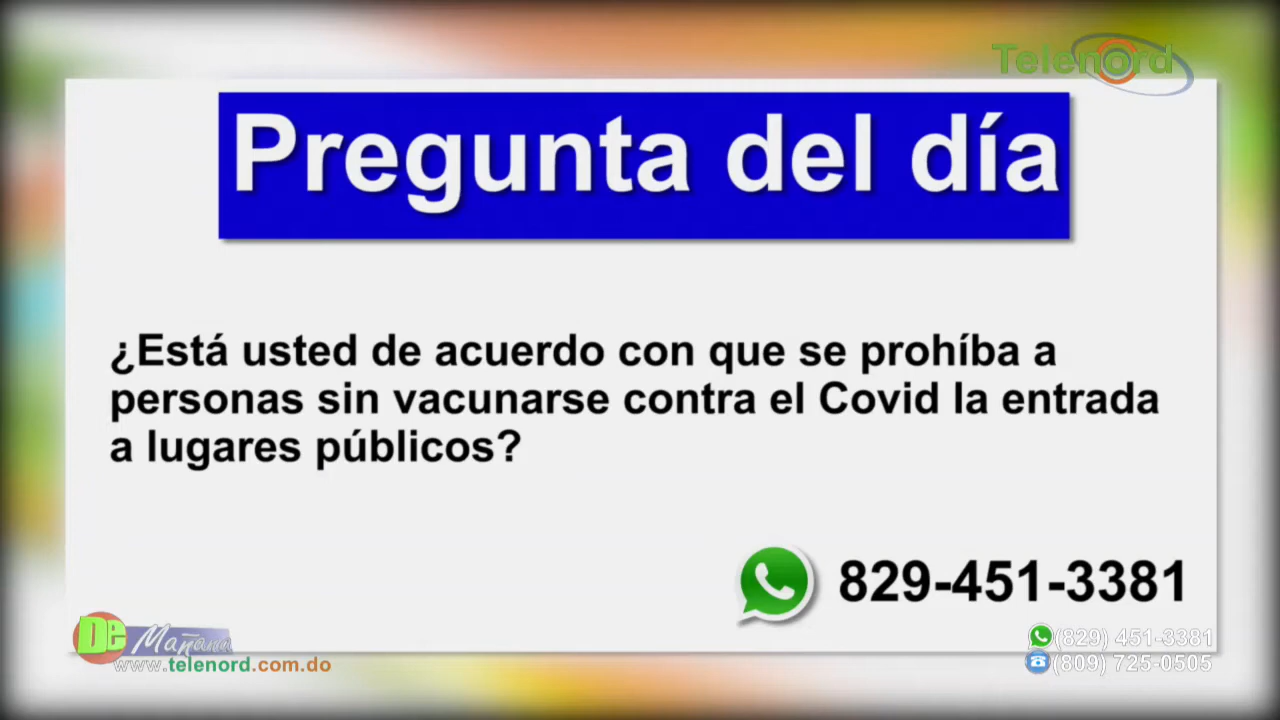 Telenord
Pregunta del día
¿Está usted de acuerdo con que se prohíba a
personas sin vacunarse contra el Covid la entrada
a lugares públicos?
829-451-3381
De Mañana
www.telenord.com.do
(829) 451-3381
(809) 725-0505